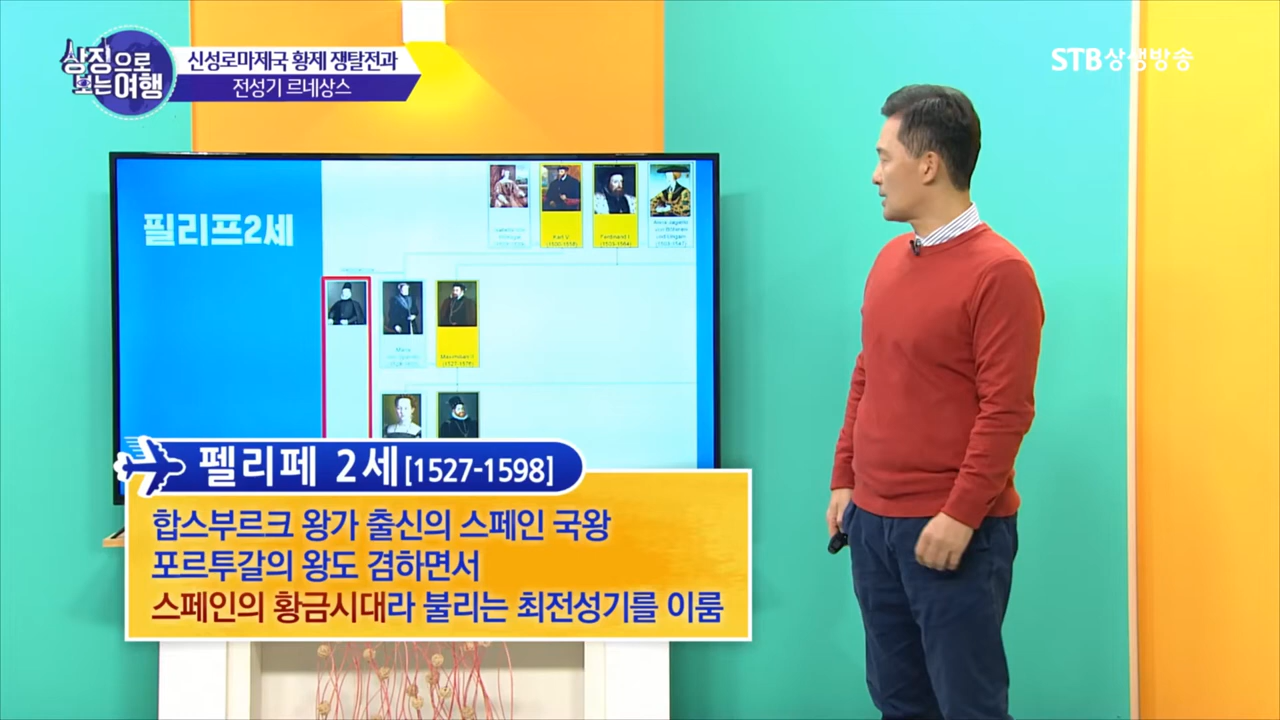 상징으로
보는여행
신성로마제국 황제 쟁탈전과
전성기 르네상스
STB상생방송
필리프2세
Karl V.
Ferdinand I.
Maria
Maximilian II.
(1527-1576)
펠리페 2세[1527-1598]
합스부르크 왕가 출신의 스페인 국왕
포르투갈의 왕도 겸하면서
스페인의 황금시대라 불리는 최전성기를 이룸